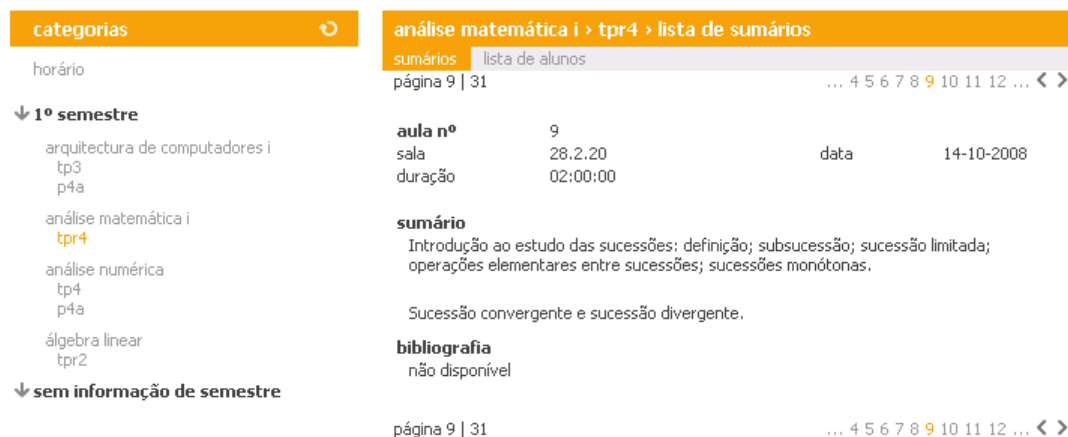 categorias
horário
1º semestre
arquitectura de computadores i
tp3
p4a
análise matemática i
tpr4
análise numérica
tp4
p4a
álgebra linear
tpr2
sem informação de semestre
análise matemática i › tpr4 › lista de sumários
sumários lista de alunos
página 9 | 31 ... 4 5 6 7 8 9 10 11 12 ...
aula nº 9
sala 28.2.20 data 14-10-2008
duração 02:00:00
sumário
Introdução ao estudo das sucessões: definição; subsucessão; sucessão limitada;
operações elementares entre sucessões; sucessões monótonas.
Sucessão convergente e sucessão divergente.
bibliografia
não disponível
página 9 | 31 ... 4 5 6 7 8 9 10 11 12 ...